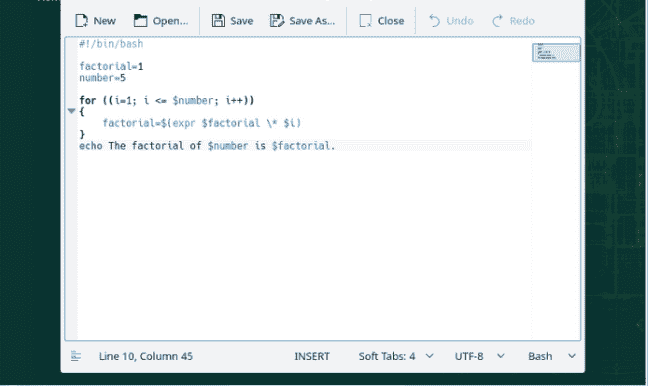 New Open... Save Save As... Close Undo Redo
#!/bin/bash
factorial=1
number=5
for ((i=1; i <= $number; i++))
{
factorial=$(expr $factorial \* $i)
}
echo The factorial of $number is $factorial.
Line 10, Column 45 INSERT Soft Tabs: 4 UTF-8 Bash